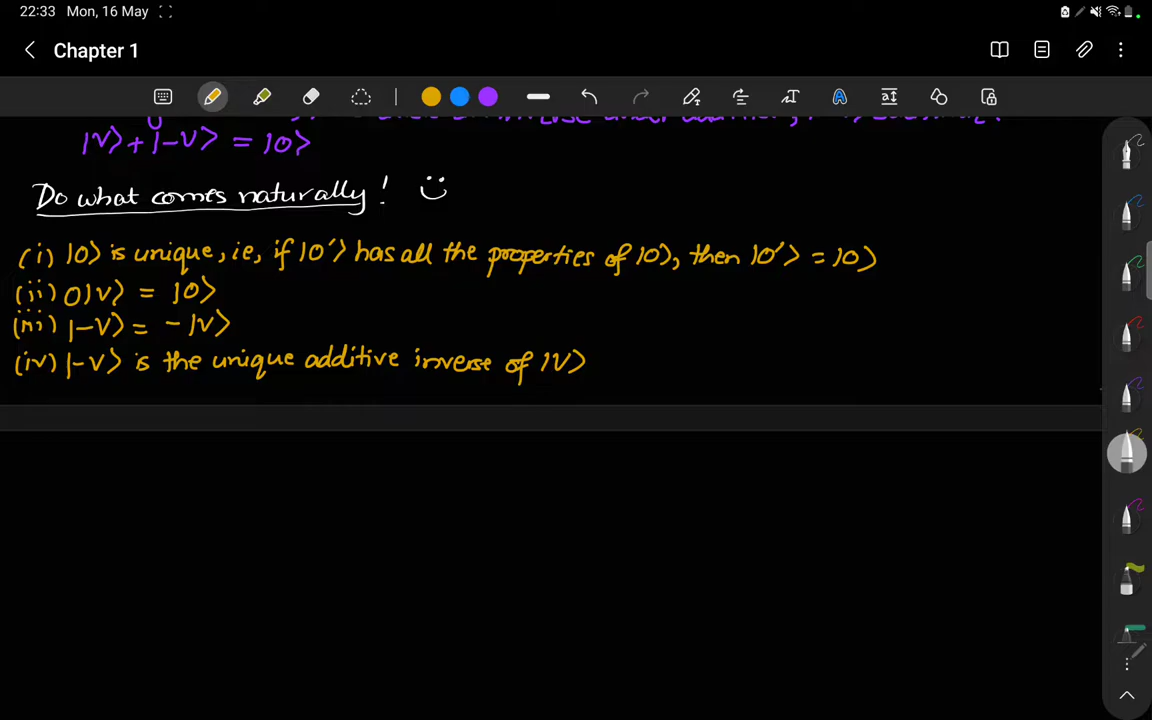 22:33 Mon, 16 May
Chapter 1
|V> + |-V> = |0>
Do what comes naturally!
(i) |0> is unique, ie, if |0'> has all the properties of |0>, then |0'> = |0>
(ii) 0|V> = |0>
(iii) |-V> = -|V>
(iv) |-V> is the unique additive inverse of |V>